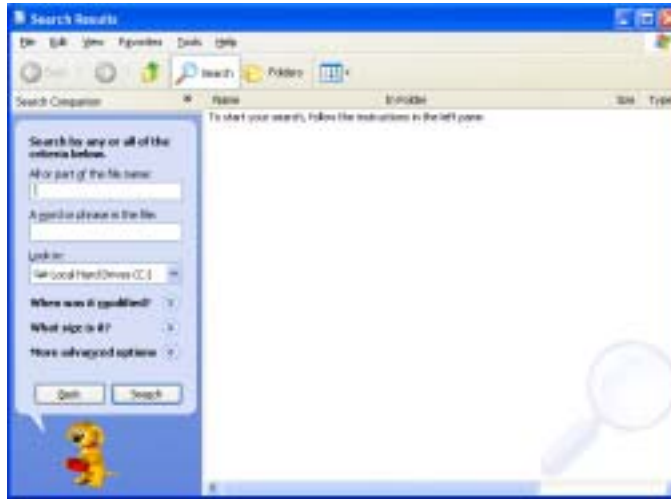 Search Results
File Edit View Favorites Tools Help
Search Folders
Search Companion
Name In Folder Size Type
To start your search, follow the instructions in the left pane.
Search by any or all of the
criteria below.
All or part of the file name:
A word or phrase in the file:
Look in:
Local Hard Drives (C:)
When was it modified?
What size is it?
More advanced options
Back Search